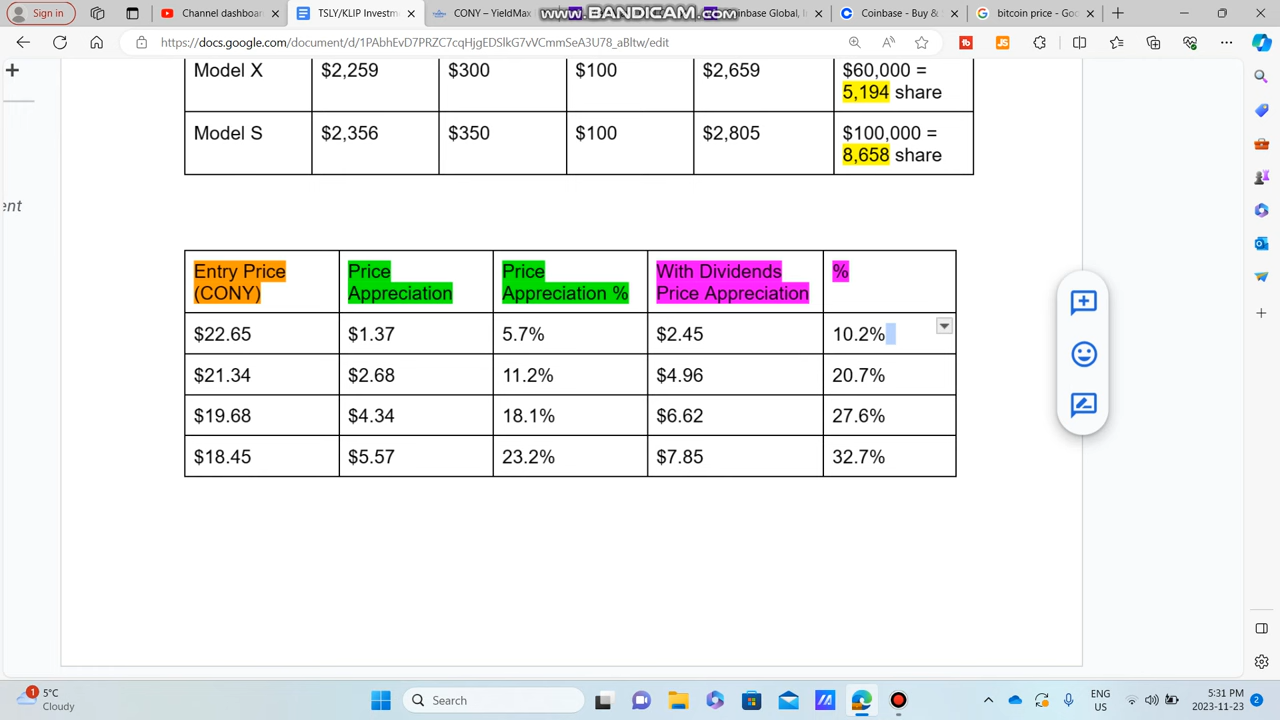 Sign in
Channel dashboar
TSLY/KLIP Investm
CONY – YieldMax
www.BANDICAM.com
inbase Global, In
Coinbase - Buy & S
bitcoin price - Goo
https://docs.google.com/document/d/1PAbhEvD7PRZC7cqHjgEDSlkG7vVCmmSeA3U78_aBltw/edit
ent
Model X $2,259 $300 $100 $2,659 $60,000 =
5,194 share
Model S $2,356 $350 $100 $2,805 $100,000 =
8,658 share
Entry Price
(CONY)
Price
Appreciation
Price
Appreciation %
With Dividends
Price Appreciation
%
$22.65 $1.37 5.7% $2.45 10.2%
$21.34 $2.68 11.2% $4.96 20.7%
$19.68 $4.34 18.1% $6.62 27.6%
$18.45 $5.57 23.2% $7.85 32.7%
1
5°C
Cloudy
Search
ENG
US
5:31 PM
2023-11-23
2